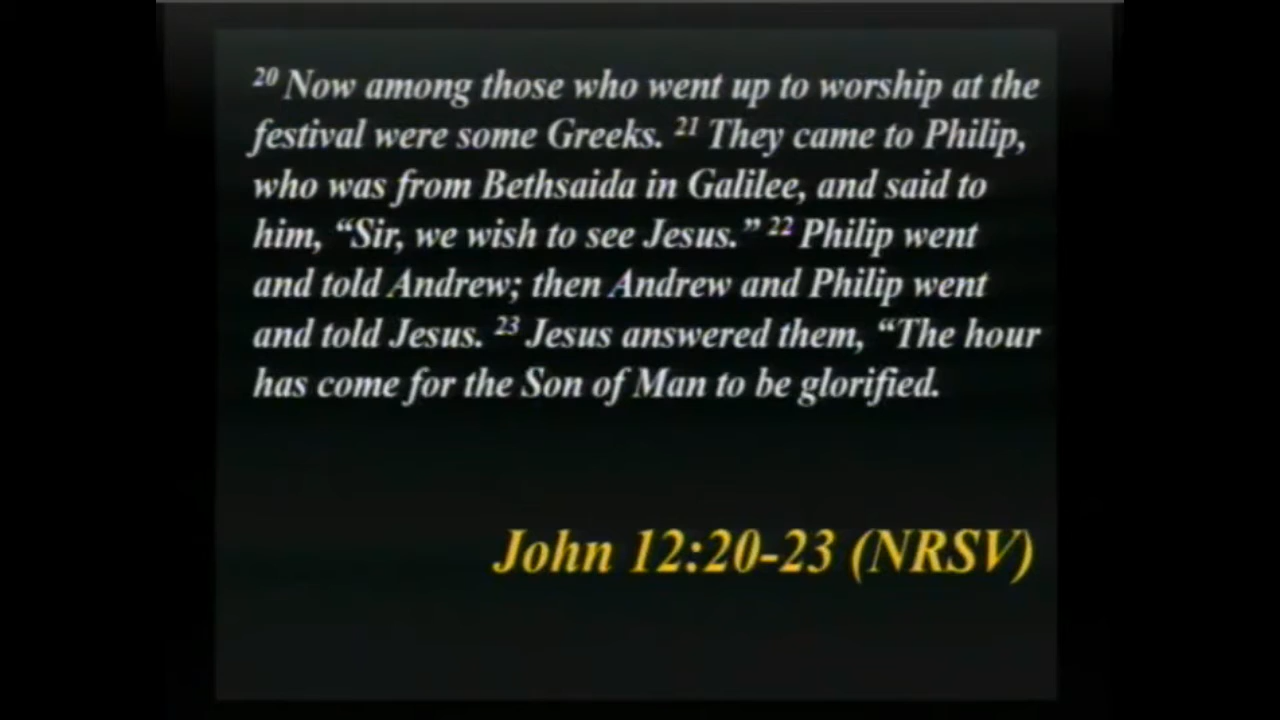 20 Now among those who went up to worship at the
festival were some Greeks. 21 They came to Philip,
who was from Bethsaida in Galilee, and said to
him, “Sir, we wish to see Jesus.” 22 Philip went
and told Andrew; then Andrew and Philip went
and told Jesus. 23 Jesus answered them, “The hour
has come for the Son of Man to be glorified.
John 12:20-23 (NRSV)